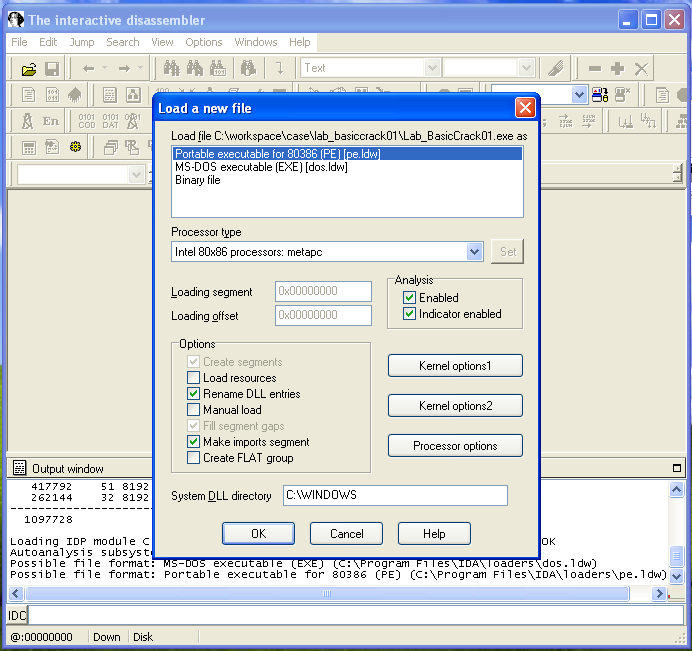 The interactive disassembler
File Edit Jump Search View Options Windows Help
Text
En 0101 COD 0101 DAT
Load a new file
Load file C:\workspace\case\lab_basiccrack01\Lab_BasicCrack01.exe as
Portable executable for 80386 (PE) [pe.ldw]
MS-DOS executable (EXE) [dos.ldw]
Binary file
Processor type
Intel 80x86 processors: metapc Set
Loading segment 0x00000000
Loading offset 0x00000000
Analysis
Enabled
Indicator enabled
Options
Create segments
Load resources
Rename DLL entries
Manual load
Fill segment gaps
Make imports segment
Create FLAT group
Kernel options1
Kernel options2
Processor options
System DLL directory C:\WINDOWS
OK Cancel Help
Output window
417792 51 8192
262144 32 8192
1097728
Loading IDP module C OK
Autoanalysis subsyste
Possible file format: MS-DOS executable (EXE) (C:\Program Files\IDA\loaders\dos.ldw)
Possible file format: Portable executable for 80386 (PE) (C:\Program Files\IDA\loaders\pe.ldw)
IDC
@:00000000 Down Disk